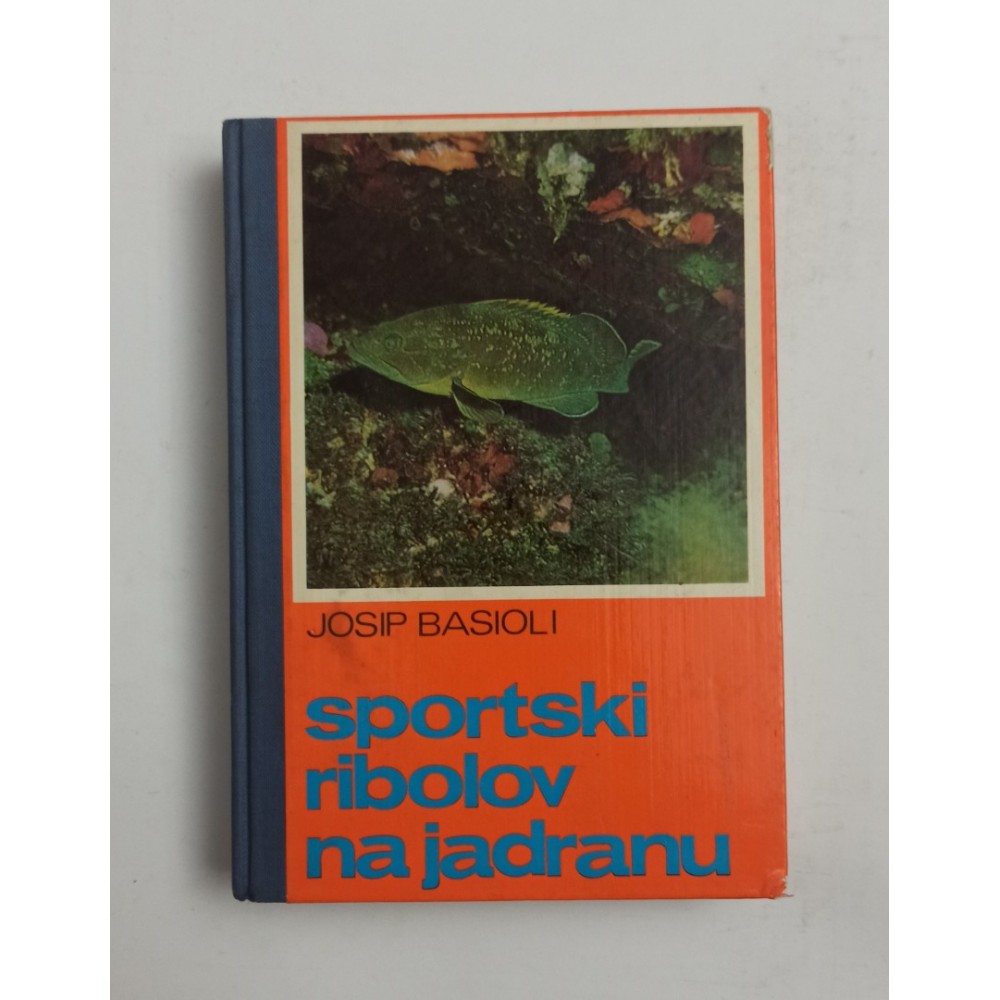 JOSIP BASIOLI
sportski
ribolov
na jadranu